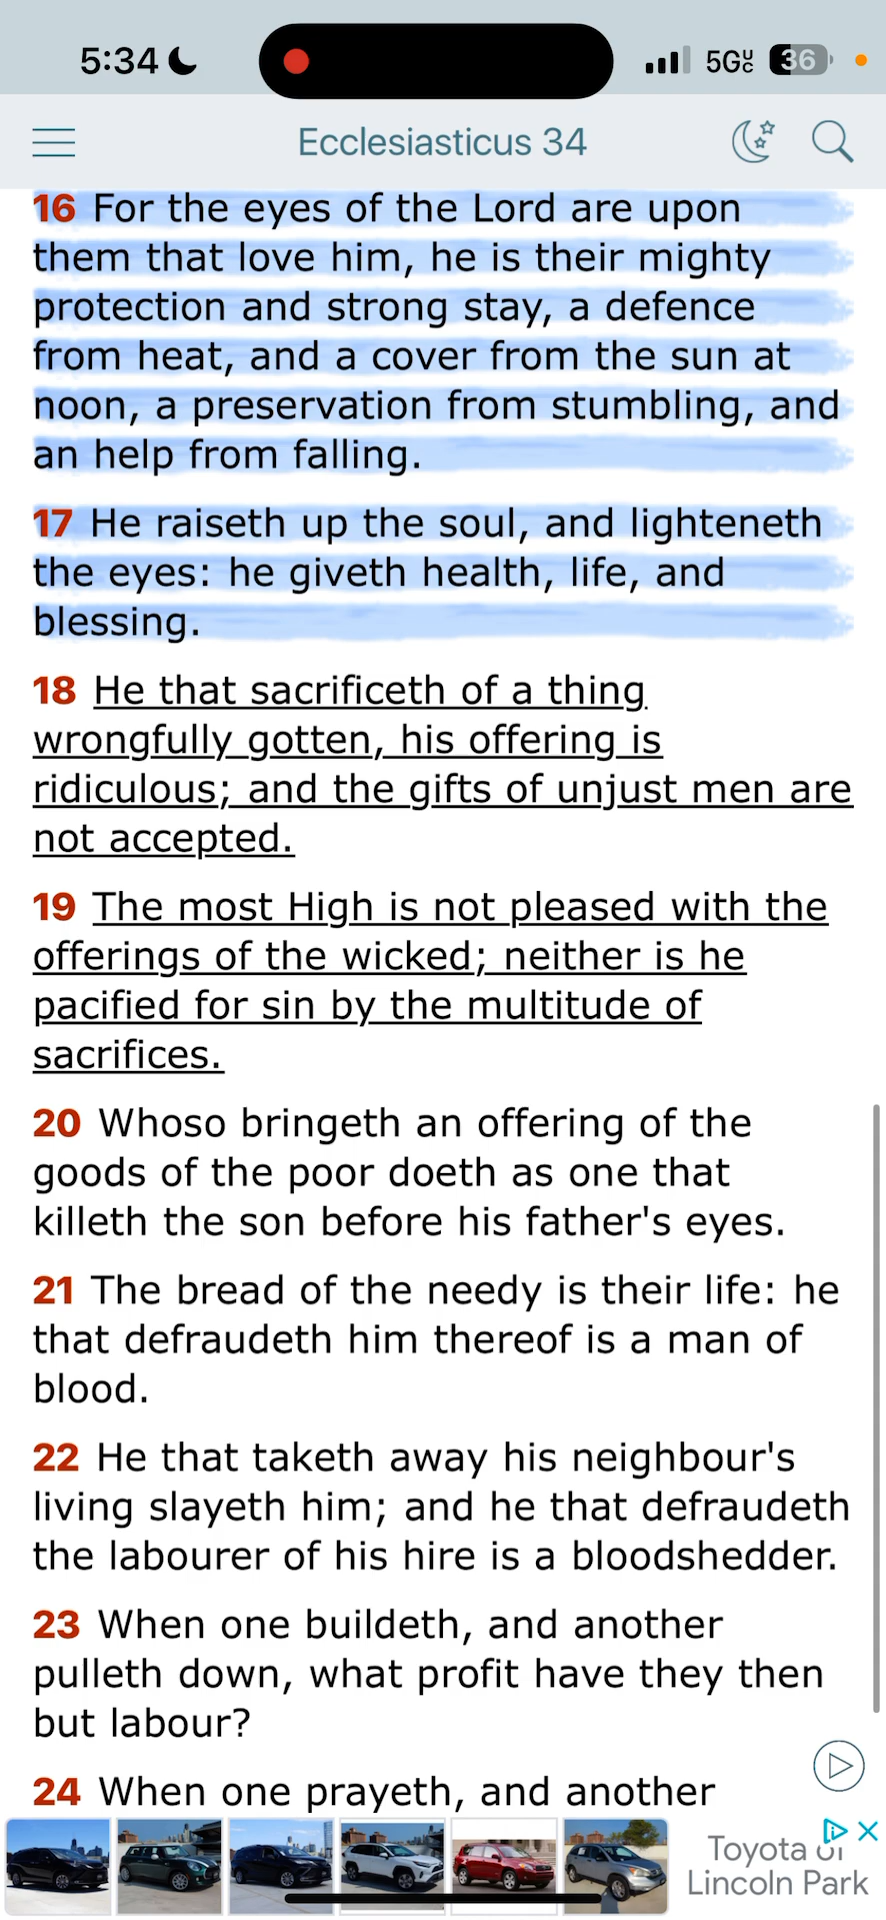 5:34
5GUC
36
Ecclesiasticus 34
16 For the eyes of the Lord are upon
them that love him, he is their mighty
protection and strong stay, a defence
from heat, and a cover from the sun at
noon, a preservation from stumbling, and
an help from falling.
17 He raiseth up the soul, and lighteneth
the eyes: he giveth health, life, and
blessing.
18 He that sacrificeth of a thing
wrongfully gotten, his offering is
ridiculous; and the gifts of unjust men are
not accepted.
19 The most High is not pleased with the
offerings of the wicked; neither is he
pacified for sin by the multitude of
sacrifices.
20 Whoso bringeth an offering of the
goods of the poor doeth as one that
killeth the son before his father's eyes.
21 The bread of the needy is their life: he
that defraudeth him thereof is a man of
blood.
22 He that taketh away his neighbour's
living slayeth him; and he that defraudeth
the labourer of his hire is a bloodshedder.
23 When one buildeth, and another
pulleth down, what profit have they then
but labour?
24 When one prayeth, and another
Toyota of
Lincoln Park